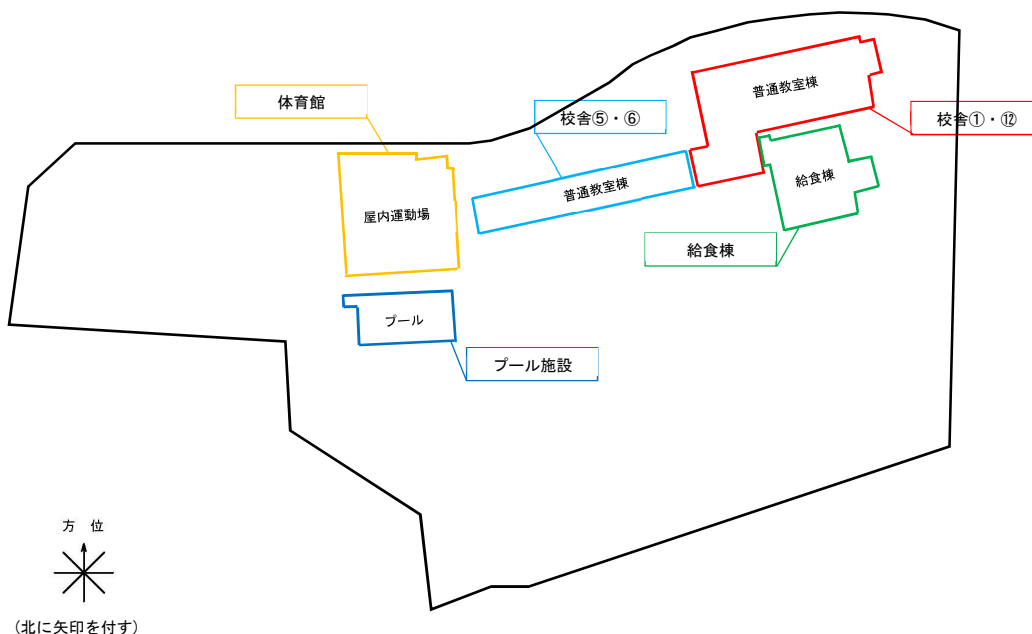 体育館
校舎⑤・⑥
普通教室棟
校舎①・⑫
普通教室棟
給食棟
屋内運動場
給食棟
プール
プール施設
方 位
(北に矢印を付す)